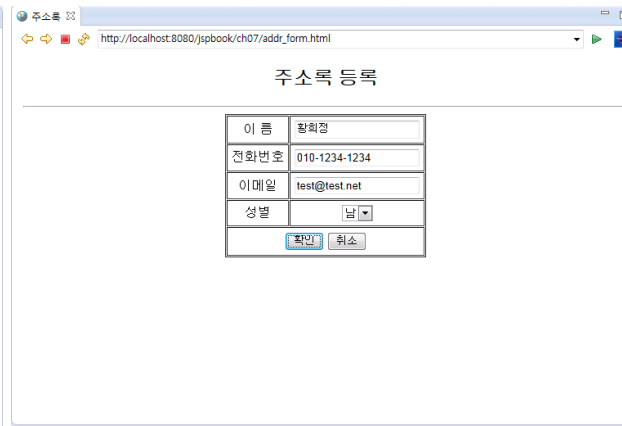 주소록
http://localhost:8080/jspbook/ch07/addr_form.html
주소록 등록
이 름 황희정
전화번호 010-1234-1234
이메일 test@test.net
성별 남
확인 취소